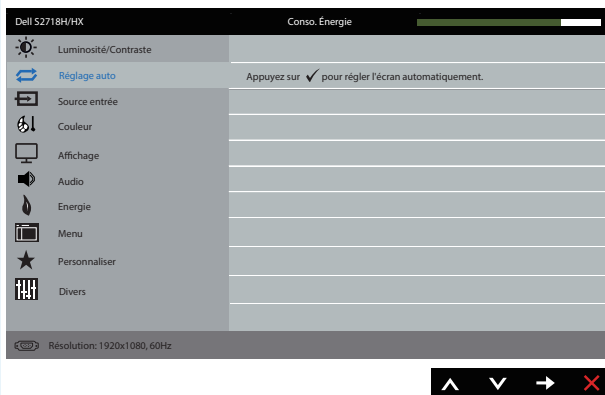 Dell S2718H/HX Conso. Énergie
Luminosité/Contraste
Réglage auto Appuyez sur ✓ pour régler l'écran automatiquement.
Source entrée
Couleur
Affichage
Audio
Energie
Menu
Personnaliser
Divers
Résolution: 1920x1080, 60Hz